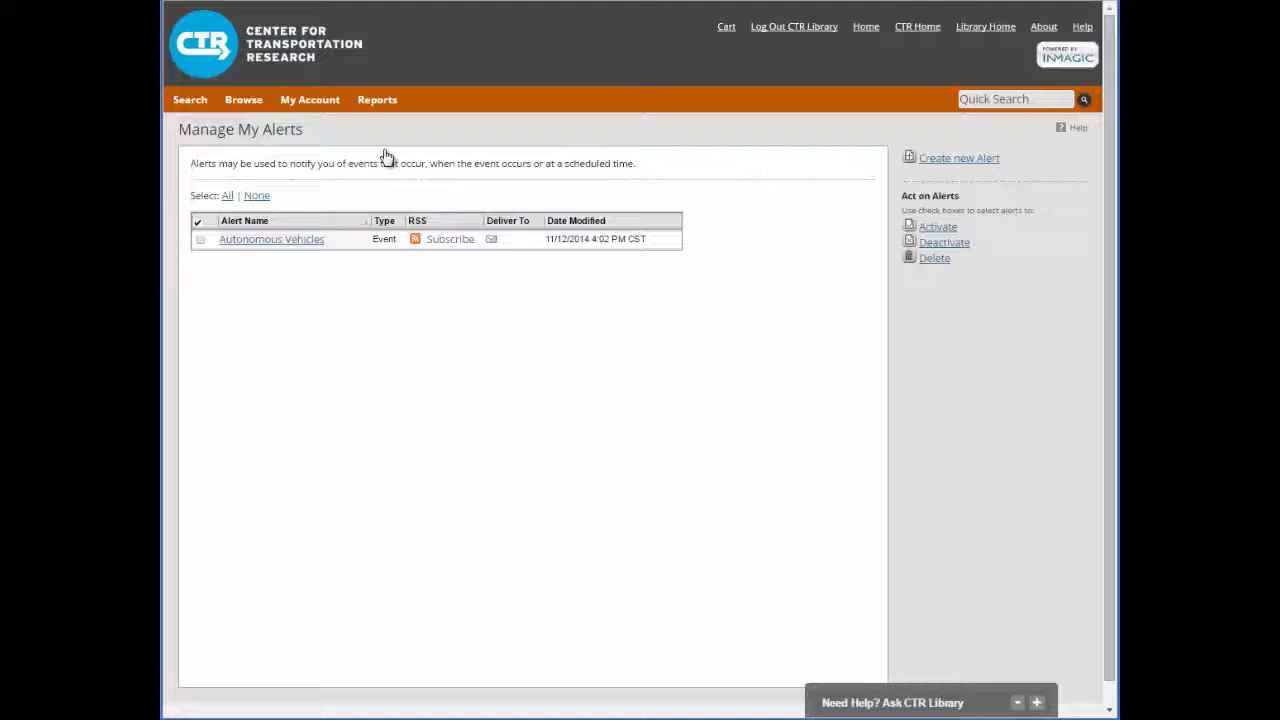 CTR
CENTER FOR
TRANSPORTATION
RESEARCH
Cart Log Out CTR Library Home CTR Home Library Home About Help
POWERED BY
INMAGIC
Search Browse My Account Reports
Quick Search
Manage My Alerts
Help
Alerts may be used to notify you of events occur, when the event occurs or at a scheduled time.
Select: All | None
Alert Name Type RSS Deliver To Date Modified
Autonomous Vehicles Event Subscribe 11/12/2014 4:02 PM CST
Create new Alert
Act on Alerts
Use check boxes to select alerts to:
Activate
Deactivate
Delete
Need Help? Ask CTR Library